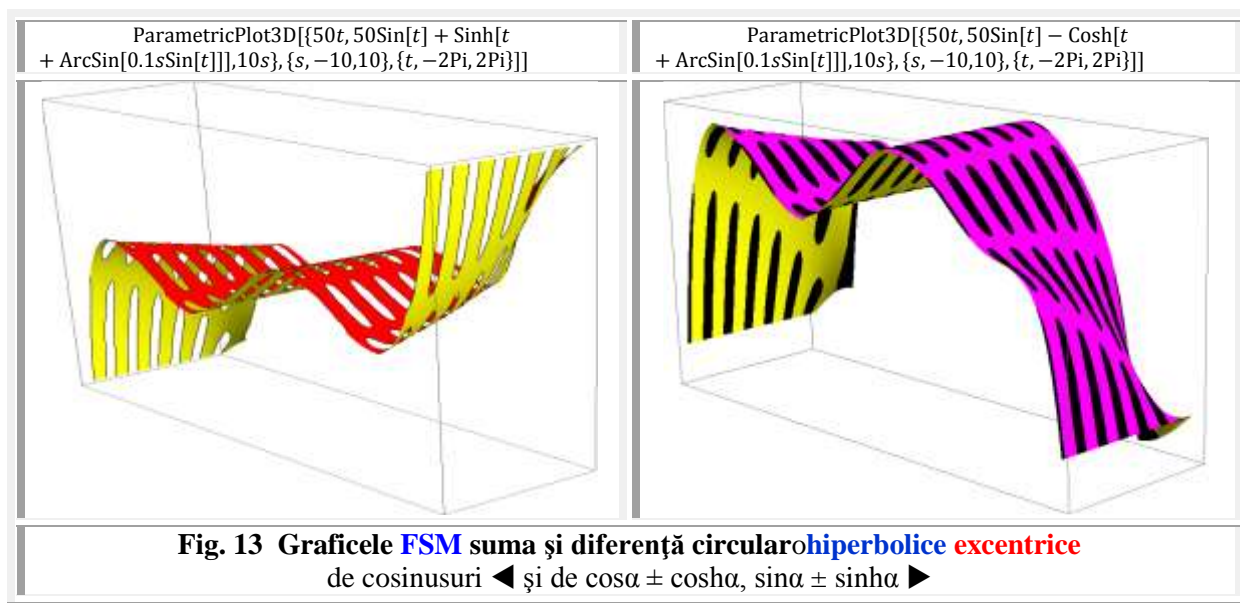 ParametricPlot3D[{50𝑡, 50Sin[𝑡] + Sinh[𝑡
+ ArcSin[0.1𝑠Sin[𝑡]]],10𝑠}, {𝑠, −10,10}, {𝑡, −2Pi, 2Pi}]]
ParametricPlot3D[{50𝑡, 50Sin[𝑡] − Cosh[𝑡
+ ArcSin[0.1𝑠Sin[𝑡]]],10𝑠}, {𝑠, −10,10}, {𝑡, −2Pi, 2Pi}]]
Fig. 13 Graficele FSM suma şi diferenţă circularohiperbolice excentrice
de cosinusuri ◄ şi de cosα ± coshα, sinα ± sinhα ►